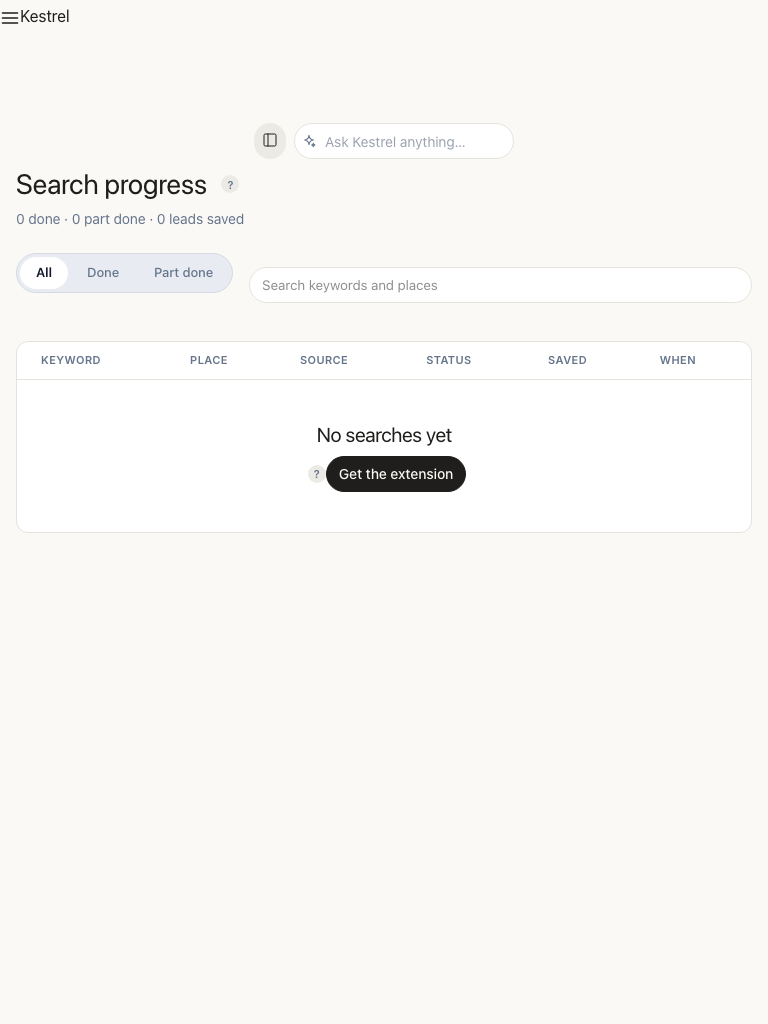 Kestrel
Ask Kestrel anything...
Search progress ?
0 done · 0 part done · 0 leads saved
All Done Part done
Search keywords and places
KEYWORD PLACE SOURCE STATUS SAVED WHEN
No searches yet
? Get the extension